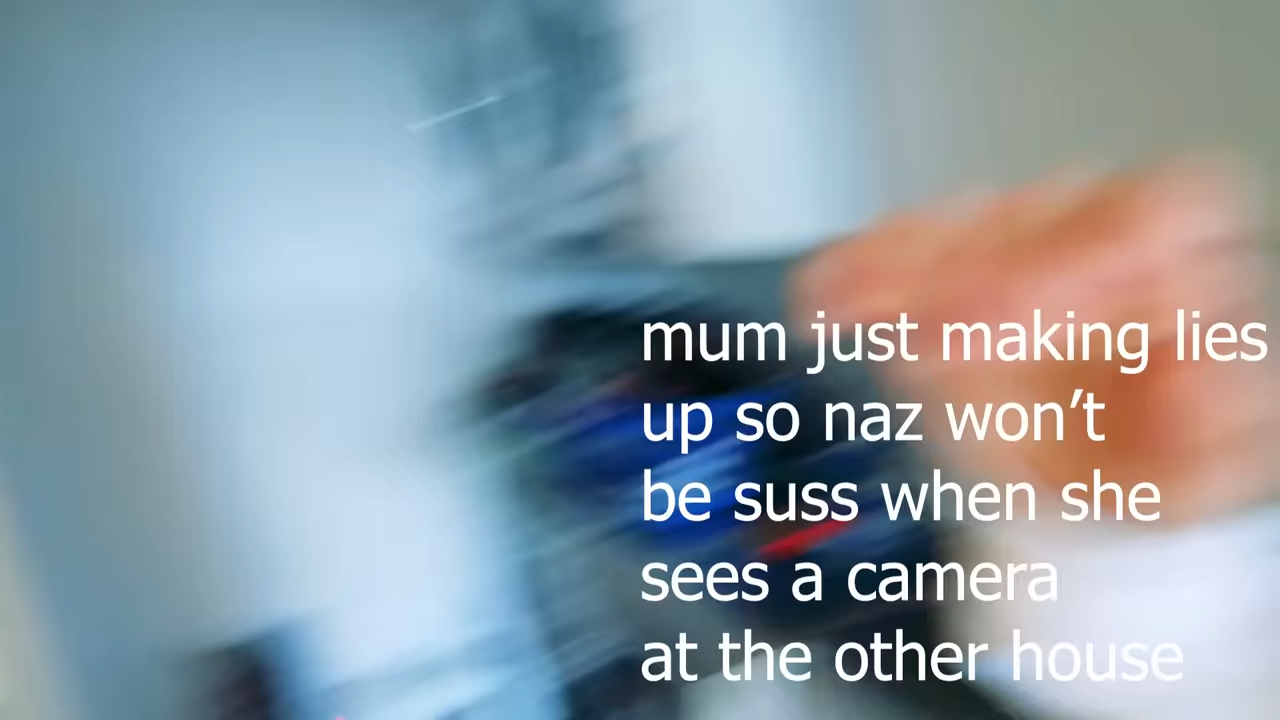 mum just making lies
up so naz won’t
be suss when she
sees a camera
at the other house